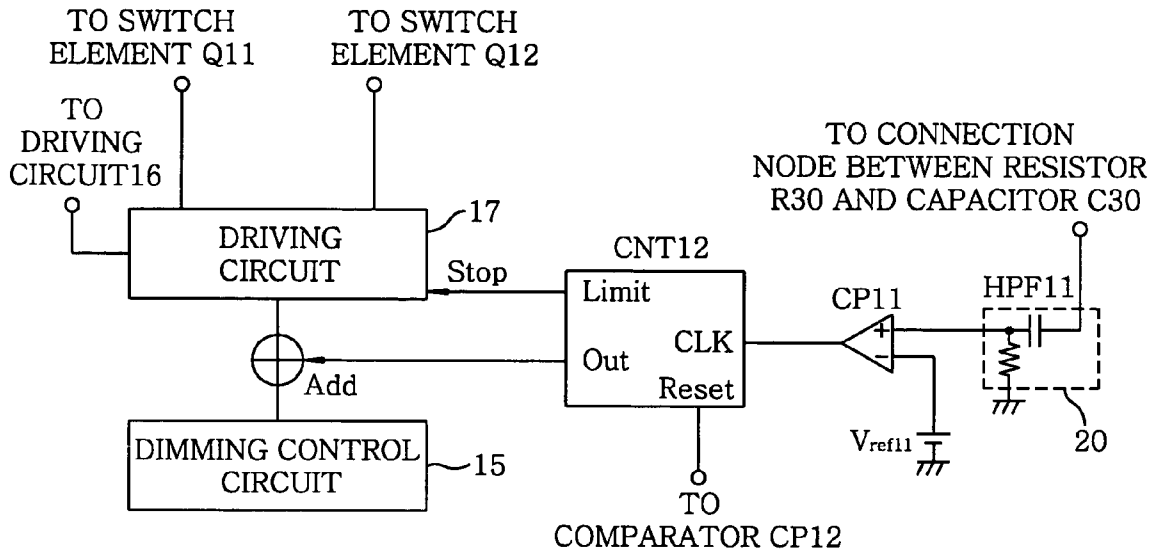 TO SWITCH
ELEMENT Q11
TO SWITCH
ELEMENT Q12
TO
DRIVING
CIRCUIT16
TO CONNECTION
NODE BETWEEN RESISTOR
R30 AND CAPACITOR C30
DRIVING
CIRCUIT
17
Stop
CNT12
Limit
CLK
Out
Reset
CP11
+
−
HPF11
Add
DIMMING CONTROL
CIRCUIT
15
Vref11
20
TO
COMPARATOR CP12